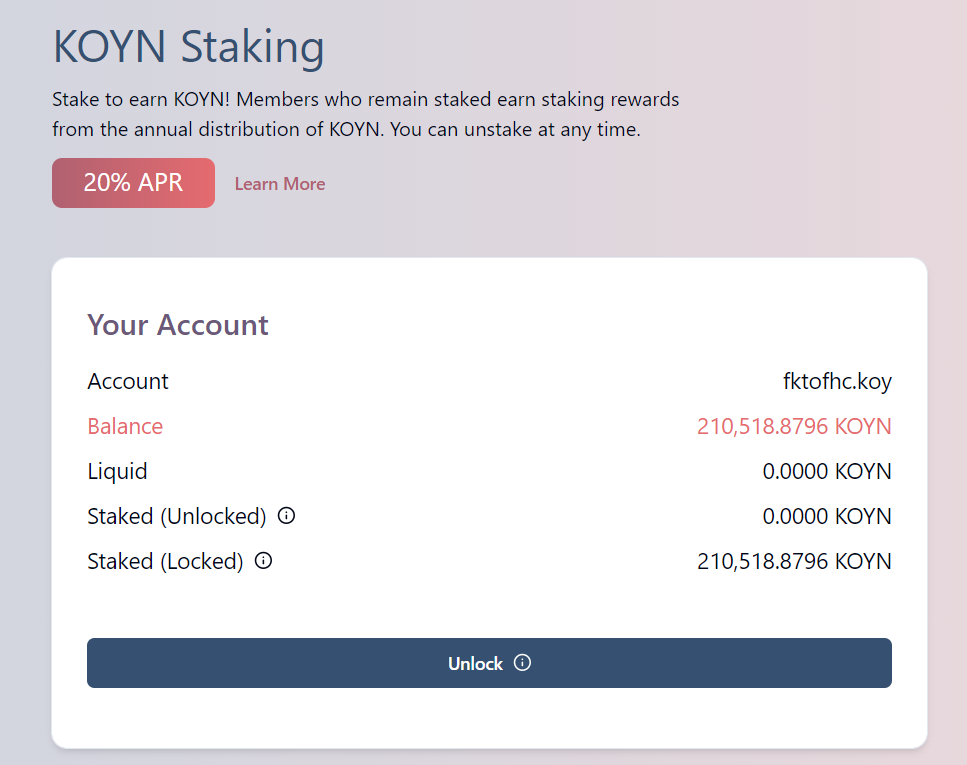 KOYN Staking
Stake to earn KOYN! Members who remain staked earn staking rewards
from the annual distribution of KOYN. You can unstake at any time.
20% APR Learn More
Your Account
Account fktofhc.koy
Balance 210,518.8796 KOYN
Liquid 0.0000 KOYN
Staked (Unlocked) 0.0000 KOYN
Staked (Locked) 210,518.8796 KOYN
Unlock